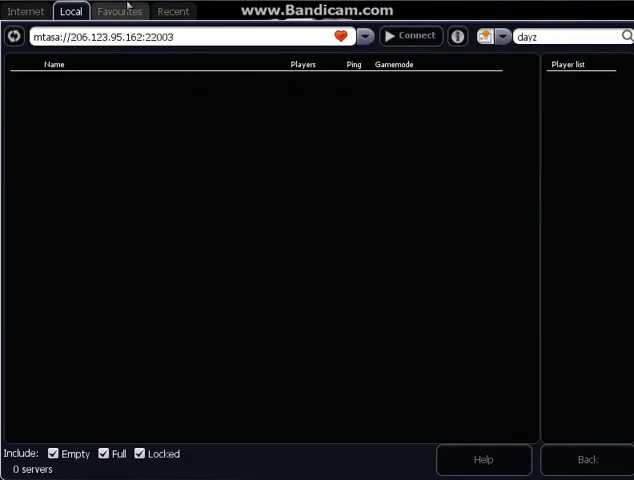 Internet Local Favourites Recent www.Bandicam.com
mtasa://206.123.95.162:22003 Connect dayz
Name Players Ping Gamemode Player list
Include: Empty Full Locked Help Back
0 servers